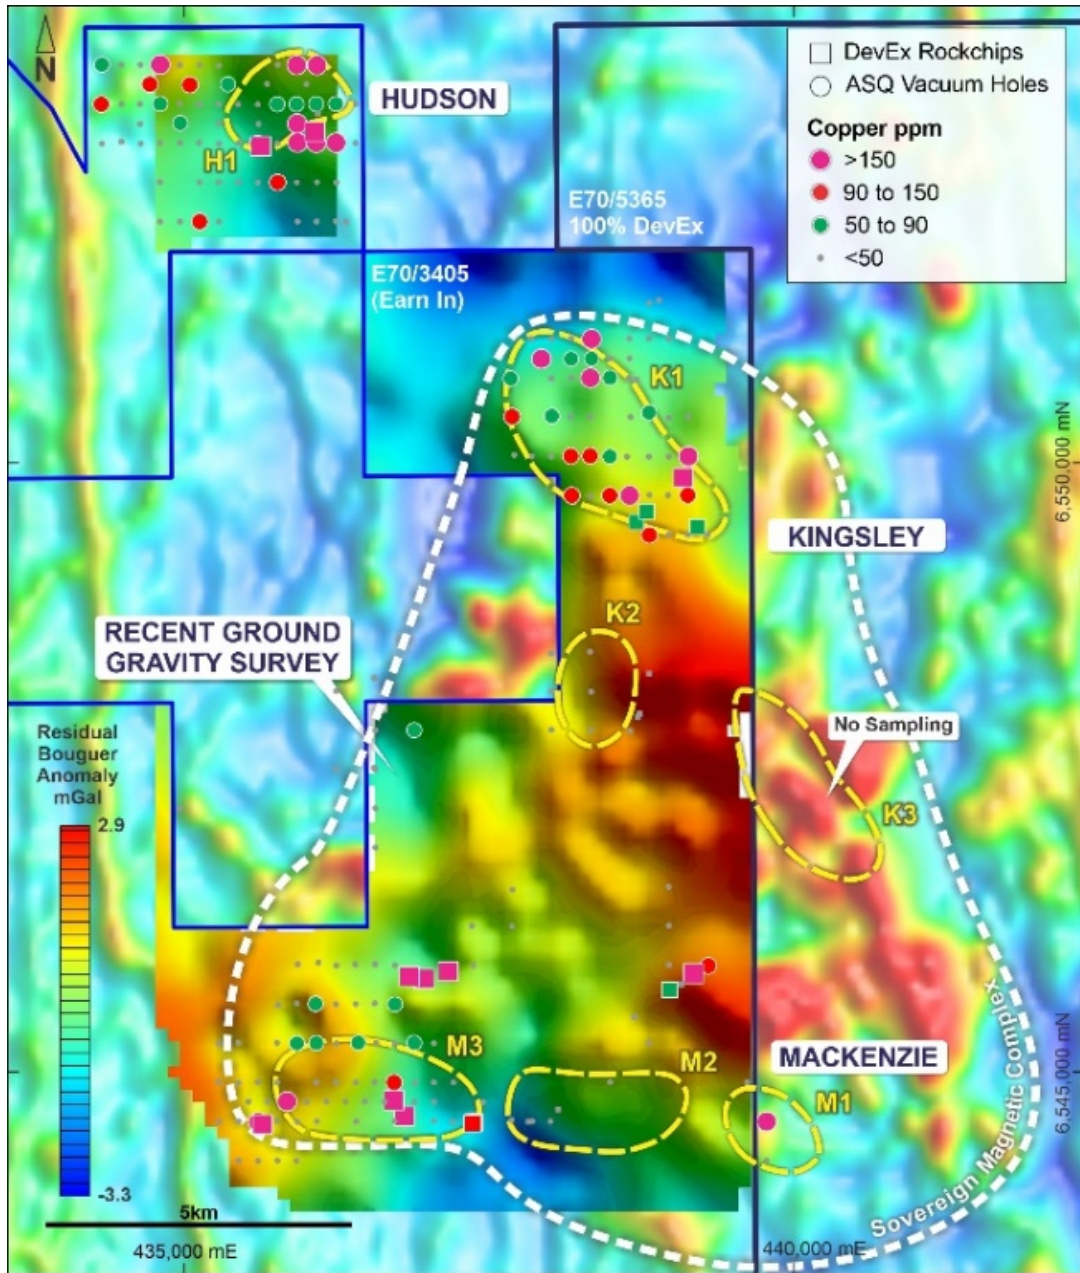 N
HUDSON
H1
DevEx Rockchips
ASQ Vacuum Holes
Copper ppm
>150
90 to 150
50 to 90
<50
E70/5365
100% DevEx
E70/3405
(Earn In)
K1
6,550,000 mN
KINGSLEY
K2
RECENT GROUND
GRAVITY SURVEY
No Sampling
K3
Residual
Bouguer
Anomaly
mGal
2.9
-3.3
M3
M2
MACKENZIE
M1
6,545,000 mN
Sovereign Magnetic Complex
5km
435,000 mE
440,000 mE